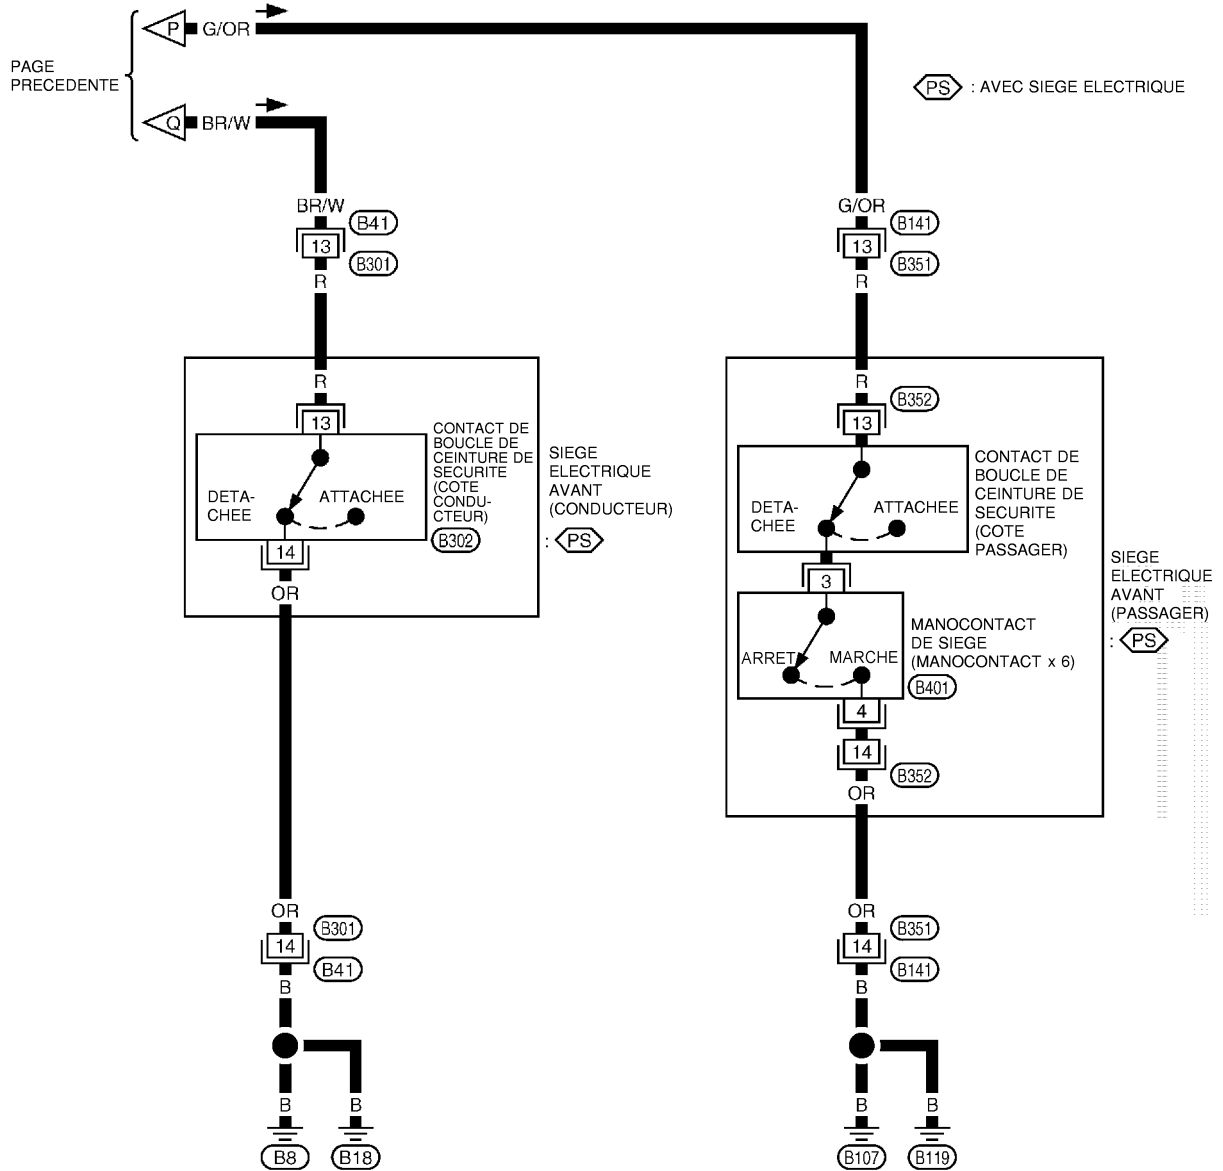 P G/OR
PAGE
PRECEDENTE
PS : AVEC SIEGE ELECTRIQUE
Q BR/W
BR/W
B41
13
B301
R
G/OR
B141
13
B351
R
R
13
CONTACT DE
BOUCLE DE
CEINTURE DE
SECURITE
(COTE
CONDU-
CTEUR)
B302
DETA-
CHEE
ATTACHEE
14
OR
SIEGE
ELECTRIQUE
AVANT
(CONDUCTEUR)
: PS
R
B352
13
CONTACT DE
BOUCLE DE
CEINTURE DE
SECURITE
(COTE
PASSAGER)
DETA-
CHEE
ATTACHEE
3
MANOCONTACT
DE SIEGE
(MANOCONTACT x 6)
B401
ARRET
MARCHE
4
14
B352
OR
SIEGE
ELECTRIQUE
AVANT
(PASSAGER)
: PS
OR
B301
14
B41
B
B
B
B8
B18
OR
B351
14
B141
B
B
B
B107
B119